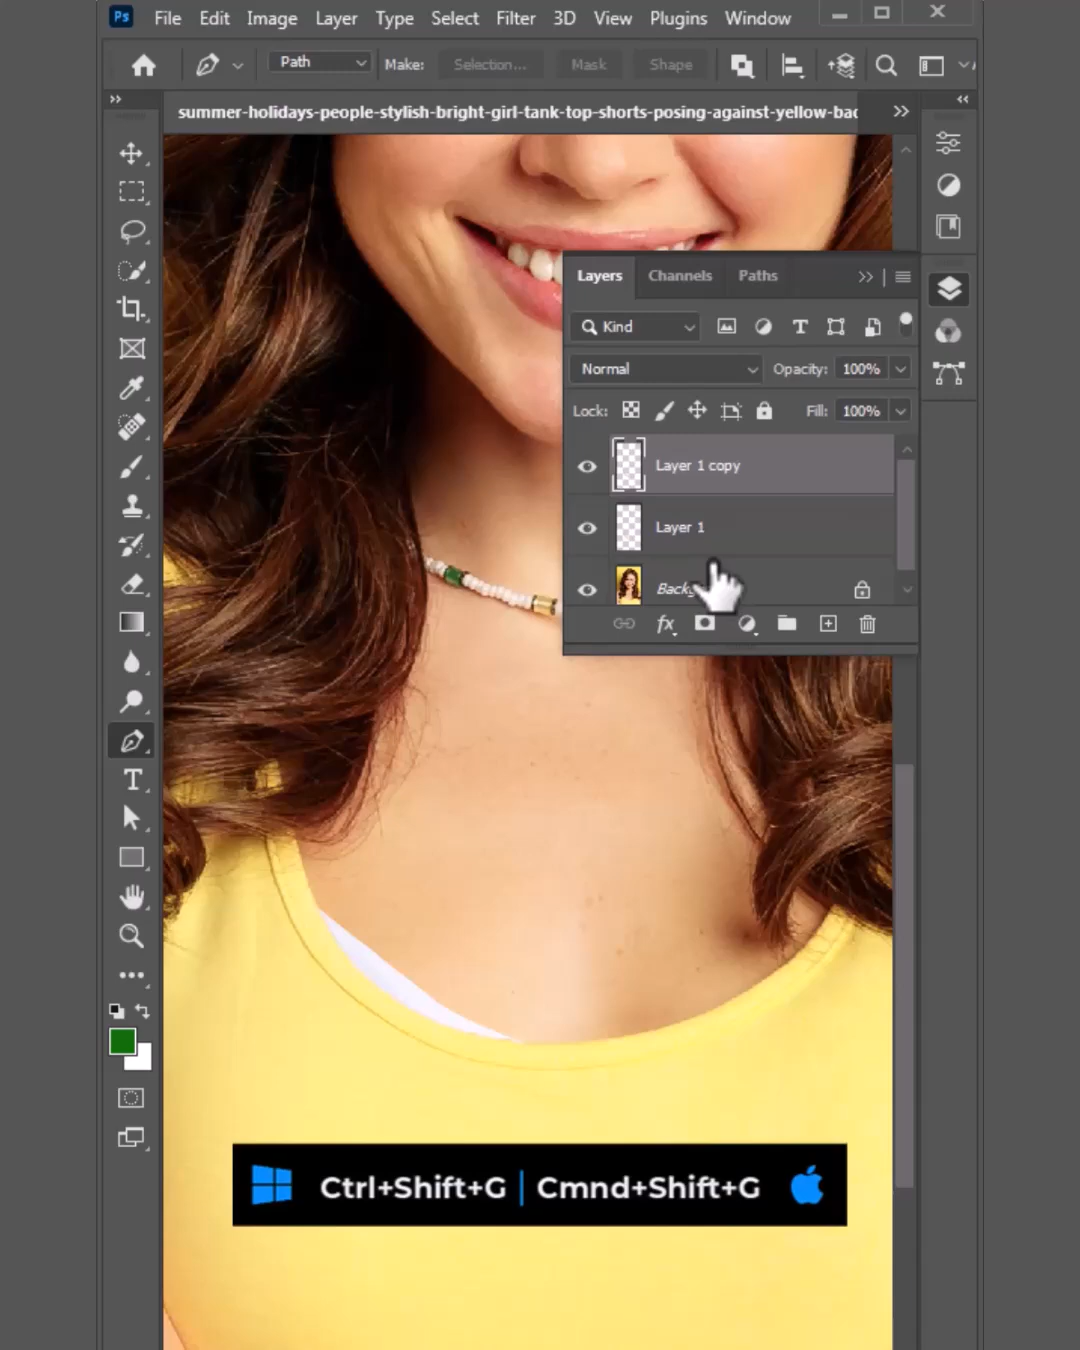 Ps File Edit Image Layer Type Select Filter 3D View Plugins Window
Path Make: Selection... Mask Shape
summer-holidays-people-stylish-bright-girl-tank-top-shorts-posing-against-yellow-bac
Layers Channels Paths
Kind
Normal Opacity: 100%
Lock: Fill: 100%
Layer 1 copy
Layer 1
fx
T
Ctrl+Shift+G | Cmnd+Shift+G